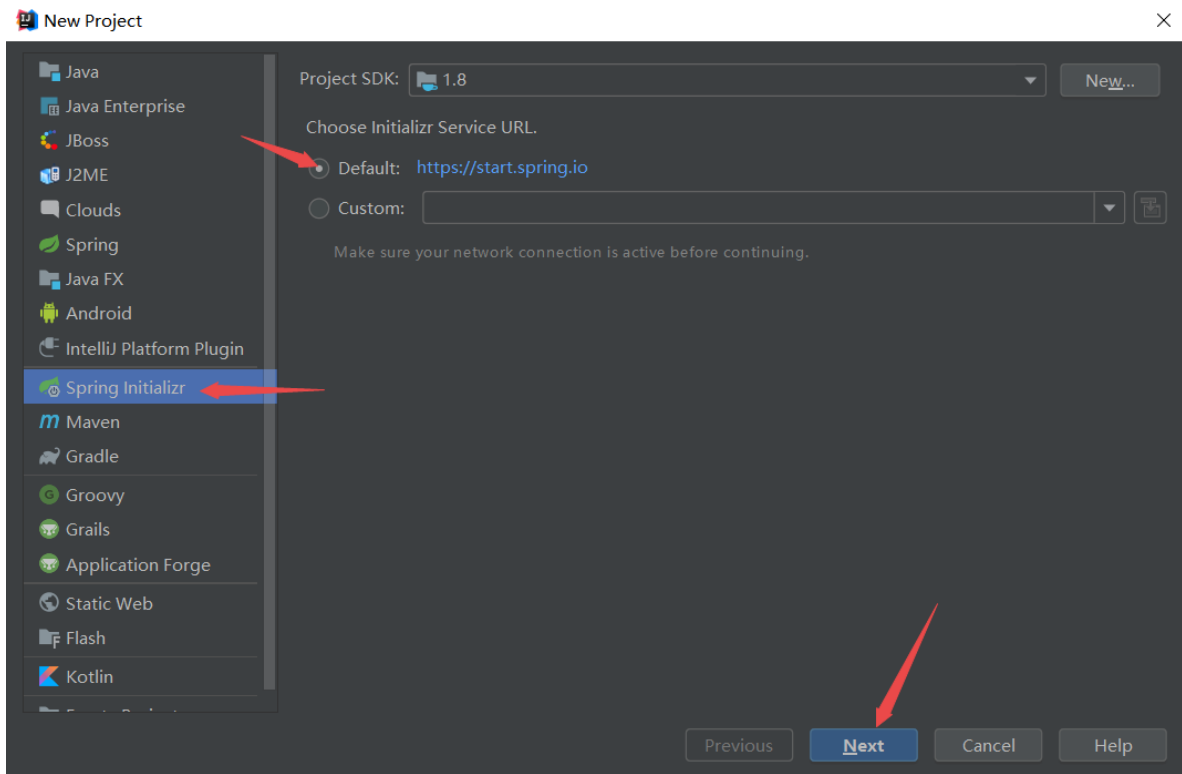 New Project
Java
Java Enterprise
JBoss
J2ME
Clouds
Spring
Java FX
Android
IntelliJ Platform Plugin
Spring Initializr
Maven
Gradle
Groovy
Grails
Application Forge
Static Web
Flash
Kotlin
Project SDK: 1.8 New...
Choose Initializr Service URL.
Default: https://start.spring.io
Custom:
Make sure your network connection is active before continuing.
Previous Next Cancel Help